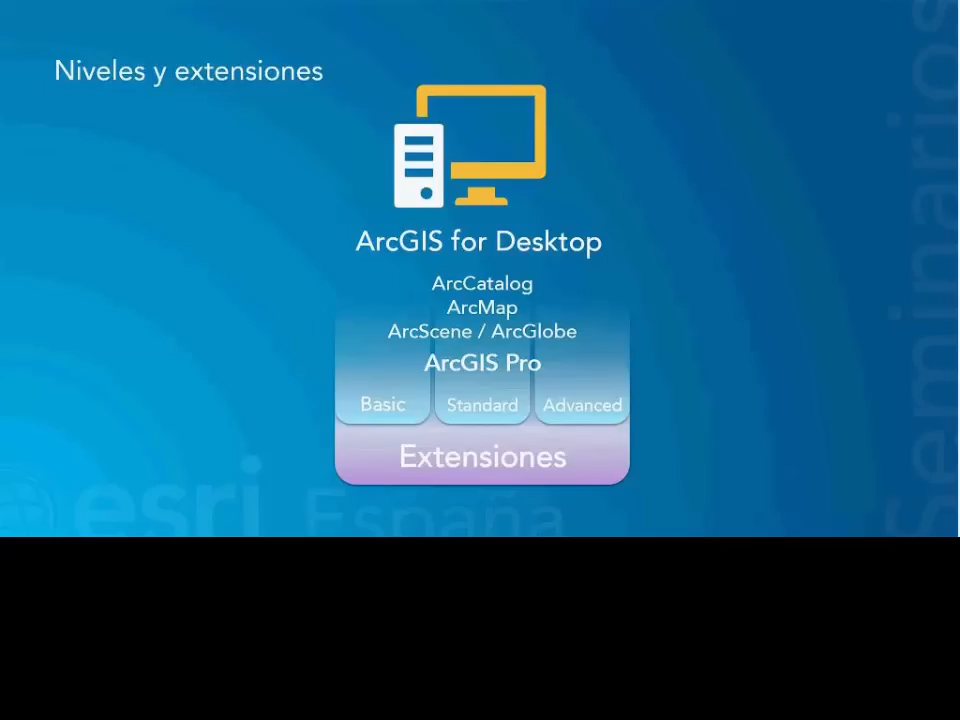 Niveles y extensiones
ArcGIS for Desktop
ArcCatalog
ArcMap
ArcScene / ArcGlobe
ArcGIS Pro
Basic
Standard
Advanced
Extensiones
esri España
Seminarios